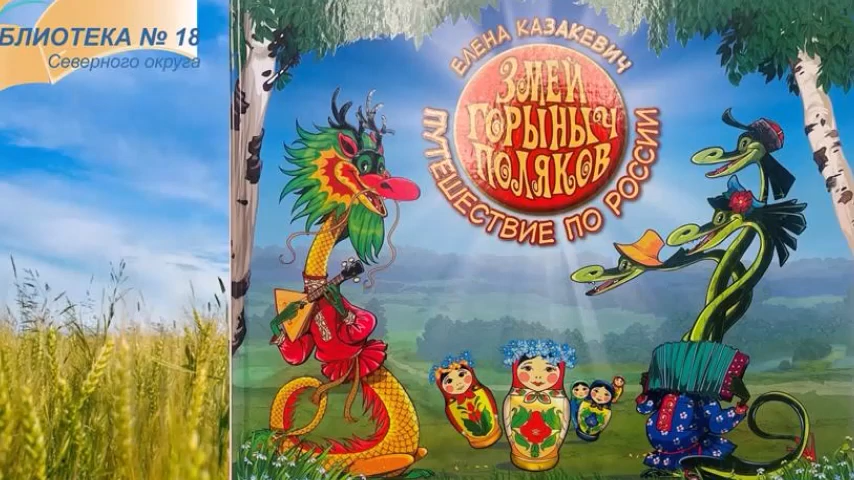 БЛИОТЕКА № 18
Северного округа
ЕЛЕНА КАЗАКЕВИЧ
ЗМЕЙ
ГОРЫНЫЧ
ПОЛЯКОВ
ПУТЕШЕСТВИЕ ПО РОССИИ